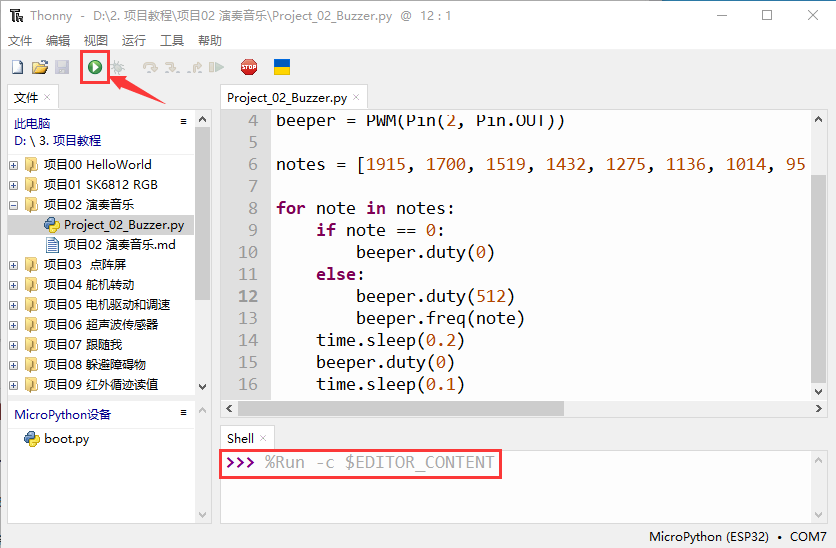 Thonny - D:\2. 项目教程\项目02 演奏音乐\Project_02_Buzzer.py @ 12 : 1
文件 编辑 视图 运行 工具 帮助
STOP
文件 ×
此电脑
D: \ 3. 项目教程
项目00 HelloWorld
项目01 SK6812 RGB
项目02 演奏音乐
Project_02_Buzzer.py
项目02 演奏音乐.md
项目03 点阵屏
项目04 舵机转动
项目05 电机驱动和调速
项目06 超声波传感器
项目07 跟随我
项目08 躲避障碍物
项目09 红外循迹读值
MicroPython设备
boot.py
Project_02_Buzzer.py ×
4 beeper = PWM(Pin(2, Pin.OUT))
5
6 notes = [1915, 1700, 1519, 1432, 1275, 1136, 1014, 95
7
8 for note in notes:
9 if note == 0:
10 beeper.duty(0)
11 else:
12 beeper.duty(512)
13 beeper.freq(note)
14 time.sleep(0.2)
15 beeper.duty(0)
16 time.sleep(0.1)
Shell ×
>>> %Run -c $EDITOR_CONTENT
MicroPython (ESP32) • COM7